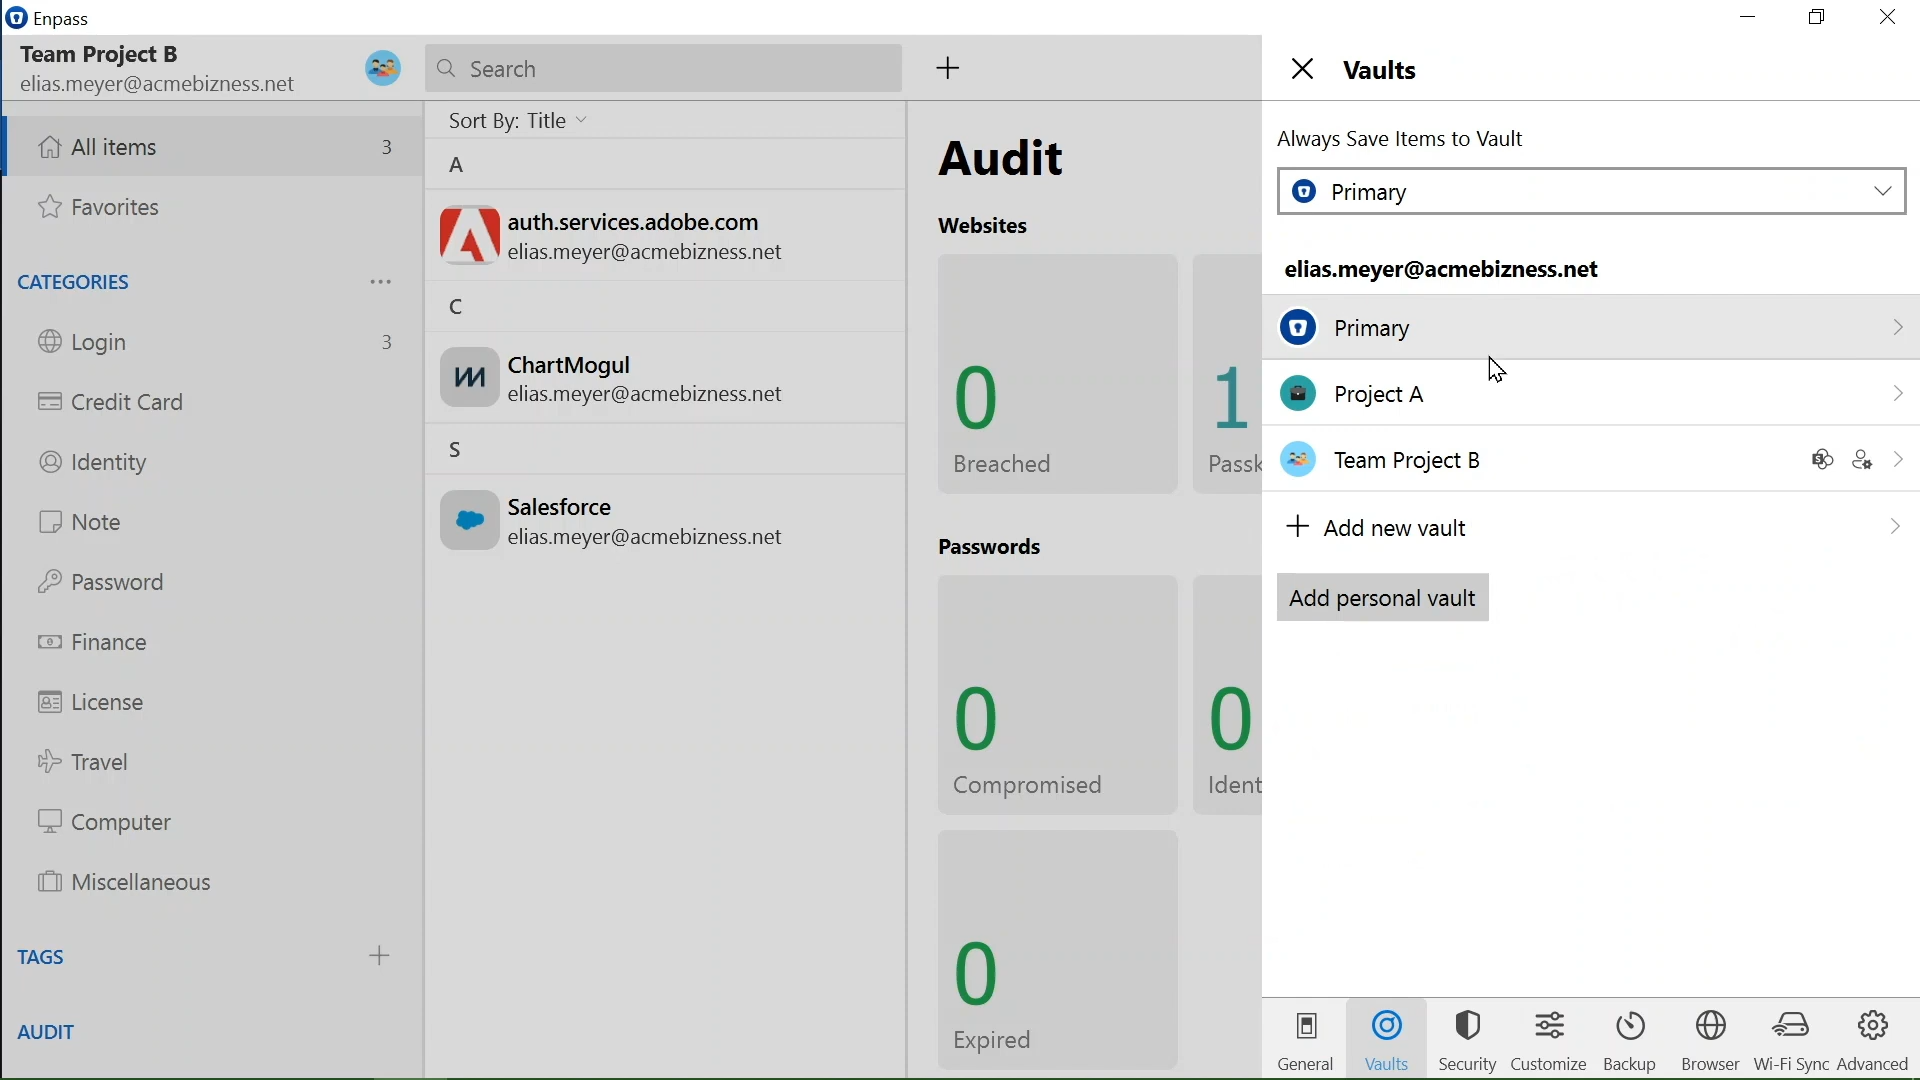 Enpass
Team Project B
elias.meyer@acmebizness.net
Search
All items 3
Favorites
CATEGORIES
Login 3
Credit Card
Identity
Note
Password
Finance
License
Travel
Computer
Miscellaneous
TAGS
AUDIT
Sort By: Title
A
auth.services.adobe.com
elias.meyer@acmebizness.net
C
ChartMogul
elias.meyer@acmebizness.net
S
Salesforce
elias.meyer@acmebizness.net
Audit
Websites
0 1
Breached Passk
Passwords
0 0
Compromised Ident
0
Expired
Vaults
Always Save Items to Vault
Primary
elias.meyer@acmebizness.net
Primary
Project A
Team Project B
Add new vault
Add personal vault
General Vaults Security Customize Backup Browser Wi-Fi Sync Advanced